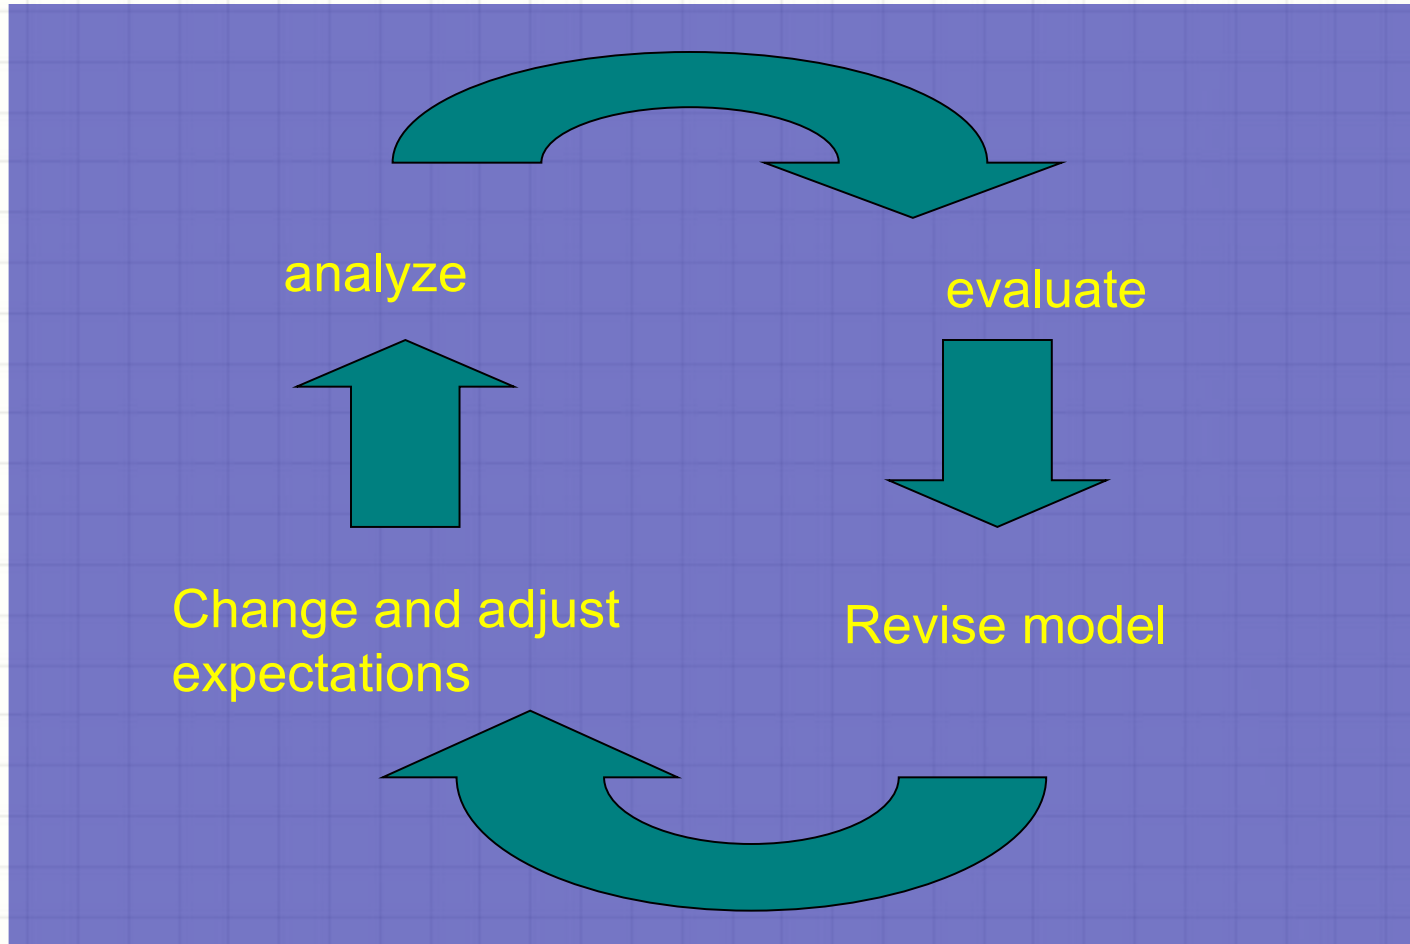 analyze
evaluate
Change and adjust
expectations
Revise model